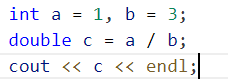 int a = 1, b = 3;
double c = a / b;
cout << c << endl;